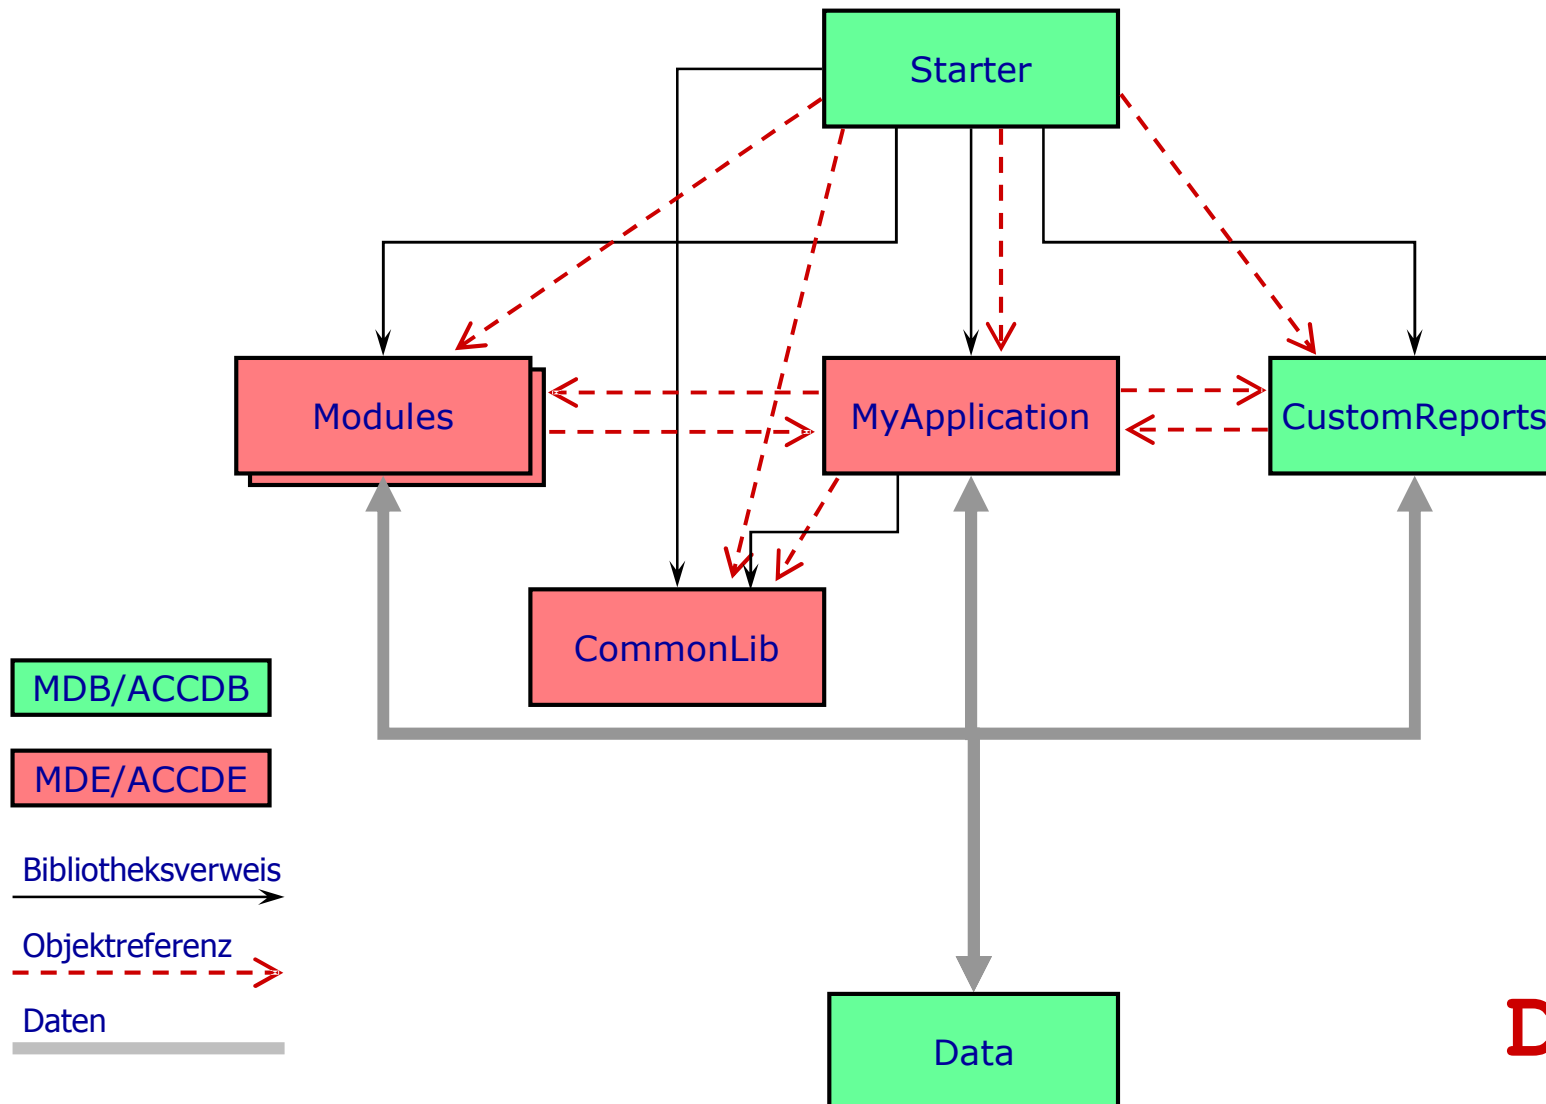 Starter
Modules
MyApplication
CustomReports
CommonLib
MDB/ACCDB
MDE/ACCDE
Bibliotheksverweis
Objektreferenz
Daten
Data
D